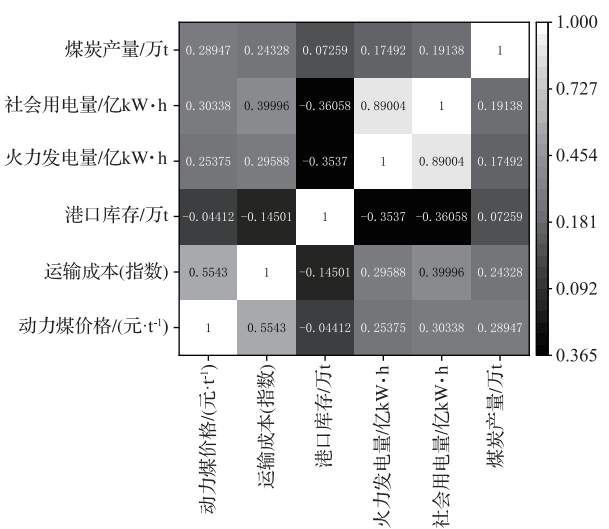 煤炭产量/万t 0.28947 0.24328 0.07259 0.17492 0.19138 1
社会用电量/亿kW·h 0.30338 0.39996 −0.36058 0.89004 1 0.19138
火力发电量/亿kW·h 0.25375 0.29588 −0.3537 1 0.89004 0.17492
港口库存/万t −0.04412 −0.14501 1 −0.3537 −0.36058 0.07259
运输成本(指数) 0.5543 1 −0.14501 0.29588 0.39996 0.24328
动力煤价格/(元·t⁻¹) 1 0.5543 −0.04412 0.25375 0.30338 0.28947
动力煤价格/(元·t⁻¹)
运输成本(指数)
港口库存/万t
火力发电量/亿kW·h
社会用电量/亿kW·h
煤炭产量/万t
1.000
0.727
0.454
0.181
0.092
0.365